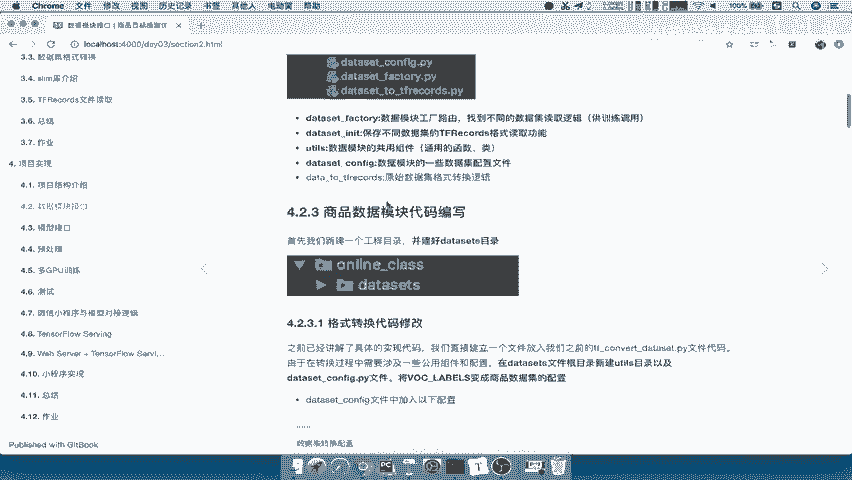 Chrome 文件 修改 视图 历史记录 书签 其他人 电动窗 帮助
100%
数据模块接口 | 商品目标检测项
localhost:4000/day03/section2.html
3.3. 数据集格式转换
3.4. slim库介绍
3.5. TFRecords文件读取
3.6. 总结
3.7. 作业
4. 项目实现
4.1. 项目结构介绍
4.2. 数据模块接口
4.3. 模型接口
4.4. 预处理
4.5. 多GPU训练
4.6. 测试
4.7. 微信小程序与模型对接逻辑
4.8. TensorFlow Serving
4.9. Web Server + TensorFlow Servi...
4.10. 小程序实现
4.11. 总结
4.12. 作业
Published with GitBook
dataset_config.py
dataset_factory.py
dataset_to_tfrecords.py
• dataset_factory:数据模块工厂路由，找到不同的数据集读取逻辑（供训练调用）
• dataset_init:保存不同数据集的TFRecords格式读取功能
• utils:数据模块的共用组件（通用的函数、类）
• dataset_config:数据模块的一些数据集配置文件
• data_to_tfrecords:原始数据集格式转换逻辑
4.2.3 商品数据模块代码编写
首先我们新建一个工程目录，并建好datasets目录
online_class
datasets
4.2.3.1 格式转换代码修改
之前已经讲解了具体的实现代码，我们直接建立一个文件放入我们之前的tf_convert_dataset.py文件代码。
由于在转换过程中需要涉及一些公用组件和配置，在datasets文件根目录新建utils目录以及
dataset_config.py文件。将VOC_LABELS变成商品数据集的配置
• dataset_config文件中加入以下配置
"""
数据集转换配置